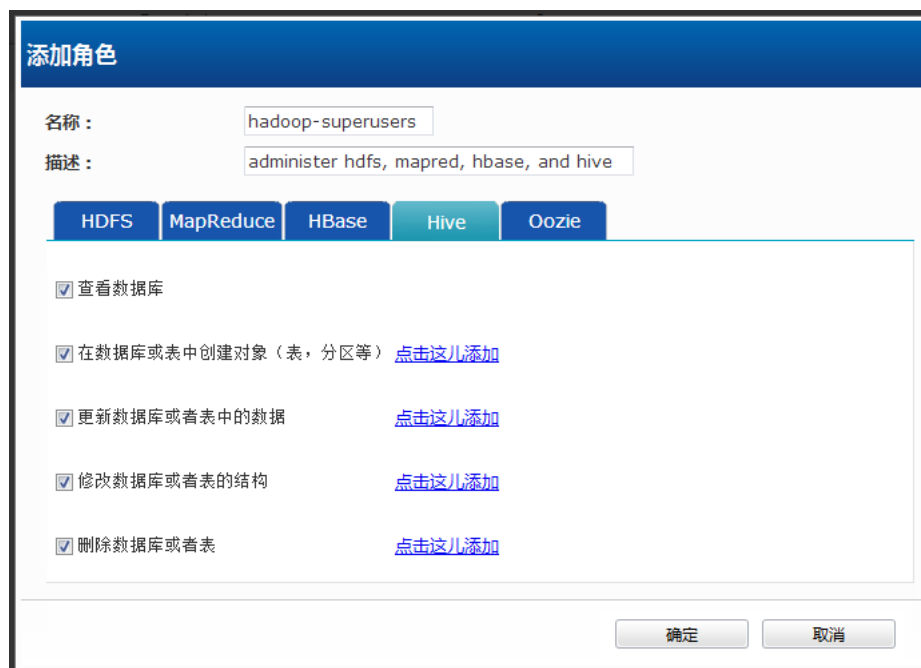 添加角色
名称：
hadoop-superusers
描述：
administer hdfs, mapred, hbase, and hive
HDFS MapReduce HBase Hive Oozie
查看数据库
在数据库或表中创建对象（表，分区等） 点击这儿添加
更新数据库或者表中的数据 点击这儿添加
修改数据库或者表的结构 点击这儿添加
删除数据库或者表 点击这儿添加
确定 取消